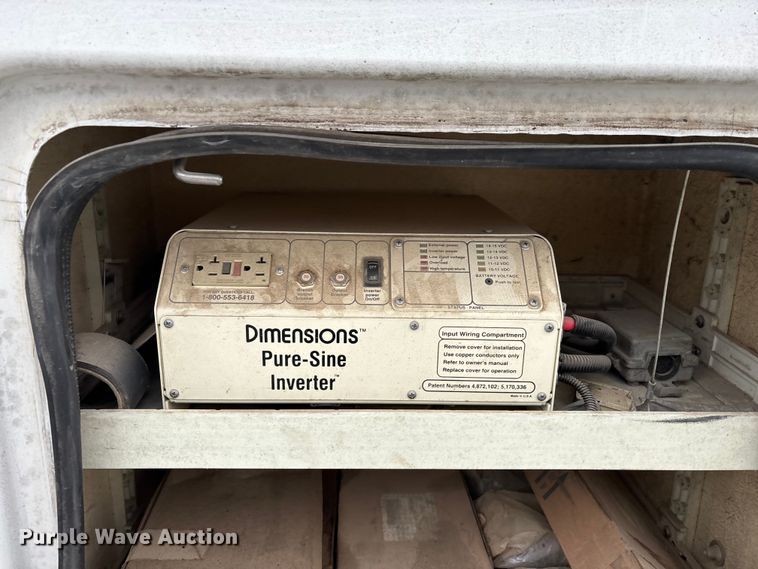 External power
Inverter power
Low input voltage
Overload
High temperature
14-15 VDC
13-14 VDC
12-13 VDC
11-12 VDC
10-11 VDC
BATTERY VOLTAGE
Push to test
OFF
Inverter
power
On/Off
STATUS PANEL
1-800-553-6418
DIMENSIONS™
Pure-Sine
Inverter™
Input Wiring Compartment
Remove cover for installation
Use copper conductors only
Refer to owner's manual
Replace cover for operation
Patent Numbers 4,872,102; 5,170,336
Made in U.S.A.
Purple Wave Auction